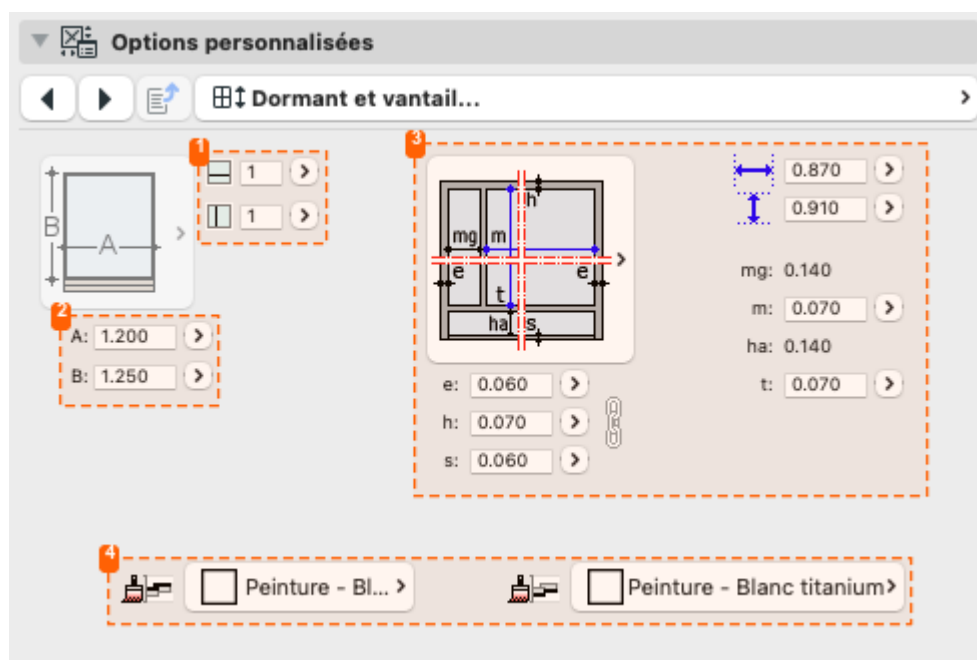 Options personnalisées
Dormant et vantail...
1
1
1
B
A
2
A: 1.200
B: 1.250
3
h
mg m
e e
t
ha s
0.870
0.910
mg: 0.140
m: 0.070
ha: 0.140
t: 0.070
e: 0.060
h: 0.070
s: 0.060
4
Peinture - Bl...
Peinture - Blanc titanium